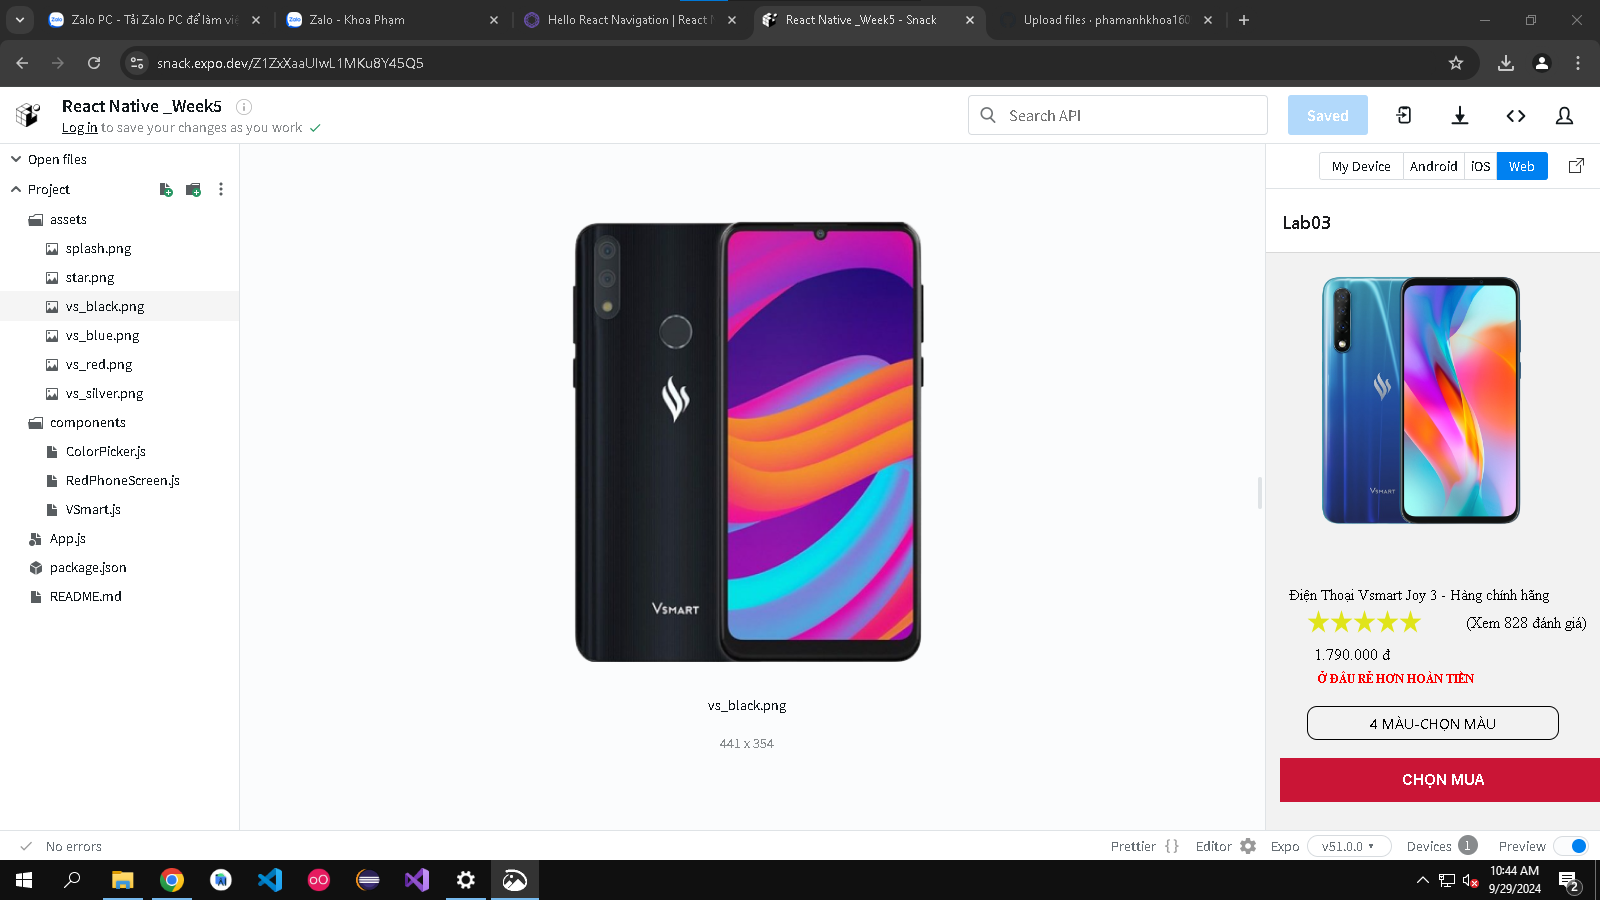 Zalo PC - Tải Zalo PC để làm việ
Zalo - Khoa Phạm
Hello React Navigation | React N
React Native _Week5 - Snack
Upload files · phamanhkhoa160
snack.expo.dev/Z1ZxXaaUIwL1MKu8Y45Q5
React Native _Week5
Log in to save your changes as you work
Search API
Saved
Open files
Project
assets
splash.png
star.png
vs_black.png
vs_blue.png
vs_red.png
vs_silver.png
components
ColorPicker.js
RedPhoneScreen.js
VSmart.js
App.js
package.json
README.md
VSMART
vs_black.png
441 x 354
My Device
Android
iOS
Web
Lab03
VSMART
Điện Thoại Vsmart Joy 3 - Hàng chính hãng
(Xem 828 đánh giá)
1.790.000 đ
Ở ĐÂU RẺ HƠN HOÀN TIỀN
4 MÀU-CHỌN MÀU
CHỌN MUA
No errors
Prettier { }
Editor
Expo
v51.0.0
Devices 1
Preview
10:44 AM
9/29/2024
2